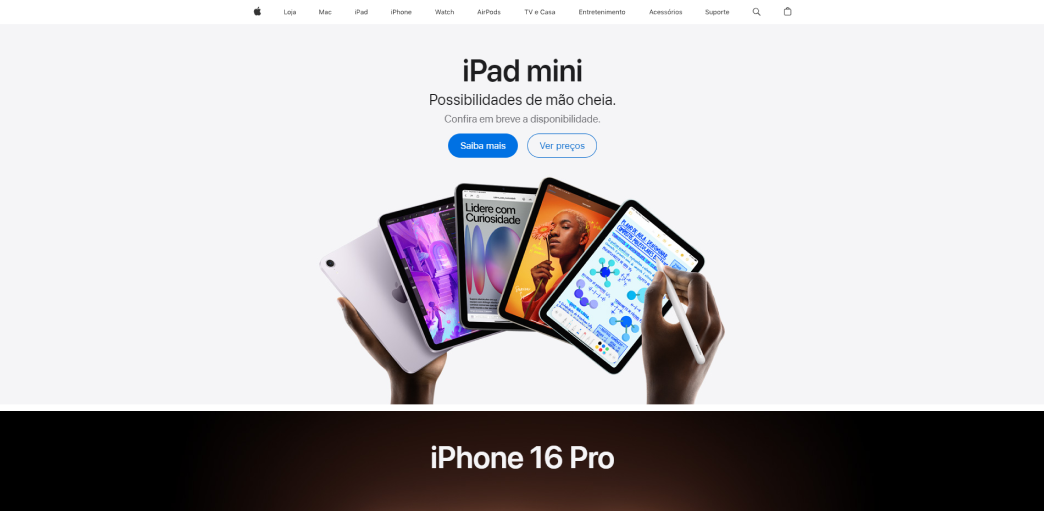 Loja Mac iPad iPhone Watch AirPods TV e Casa Entretenimento Acessórios Suporte
iPad mini
Possibilidades de mão cheia.
Confira em breve a disponibilidade.
Saiba mais Ver preços
Lidere com
Curiosidade
iPhone 16 Pro